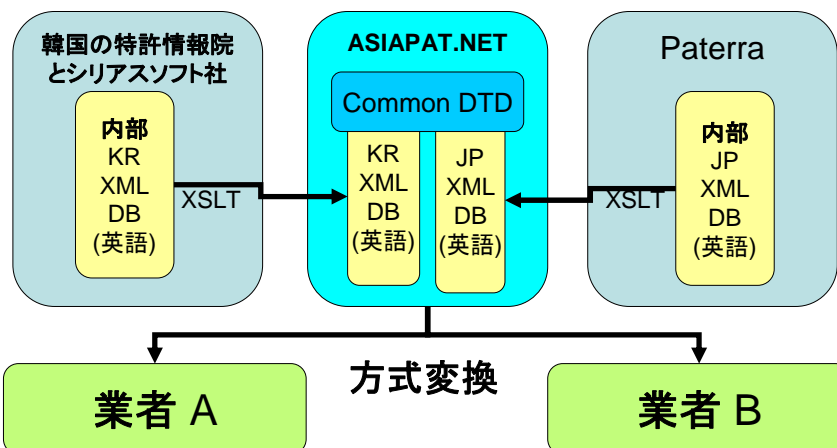 韓国の特許情報院
とシリアスソフト社
内部
KR
XML
DB
(英語)
XSLT
ASIAPAT.NET
Common DTD
KR
XML
DB
(英語)
JP
XML
DB
(英語)
Paterra
内部
JP
XML
DB
(英語)
XSLT
方式変換
業者 A
業者 B